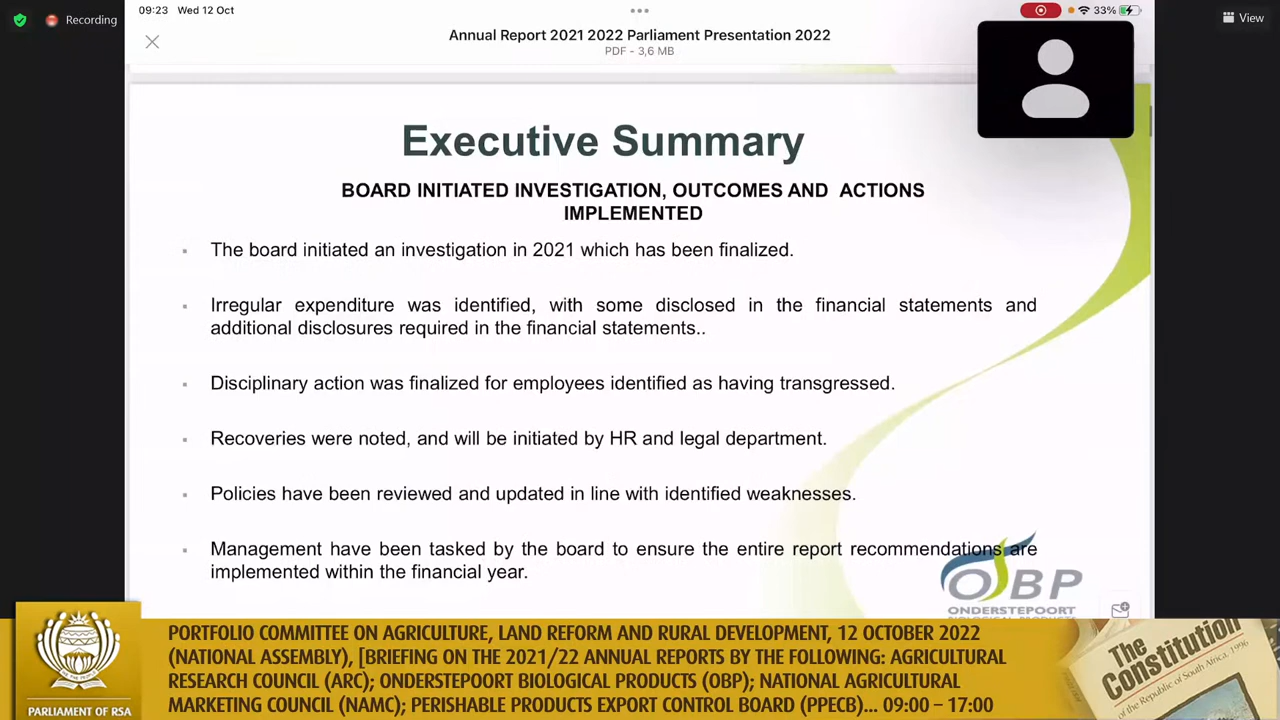 Recording
09:23 Wed 12 Oct
33%
View
Annual Report 2021 2022 Parliament Presentation 2022
PDF - 3,6 MB
Executive Summary
BOARD INITIATED INVESTIGATION, OUTCOMES AND ACTIONS
IMPLEMENTED
The board initiated an investigation in 2021 which has been finalized.
Irregular expenditure was identified, with some disclosed in the financial statements and
additional disclosures required in the financial statements..
Disciplinary action was finalized for employees identified as having transgressed.
Recoveries were noted, and will be initiated by HR and legal department.
Policies have been reviewed and updated in line with identified weaknesses.
Management have been tasked by the board to ensure the entire report recommendations are
implemented within the financial year.
OBP
ONDERSTEPOORT
PORTFOLIO COMMITTEE ON AGRICULTURE, LAND REFORM AND RURAL DEVELOPMENT, 12 OCTOBER 2022
(NATIONAL ASSEMBLY), [BRIEFING ON THE 2021/22 ANNUAL REPORTS BY THE FOLLOWING: AGRICULTURAL
RESEARCH COUNCIL (ARC); ONDERSTEPOORT BIOLOGICAL PRODUCTS (OBP); NATIONAL AGRICULTURAL
MARKETING COUNCIL (NAMC); PERISHABLE PRODUCTS EXPORT CONTROL BOARD (PPECB)... 09:00 – 17:00
PARLIAMENT OF RSA
The
Constitution
of the Republic of South Africa, 1996